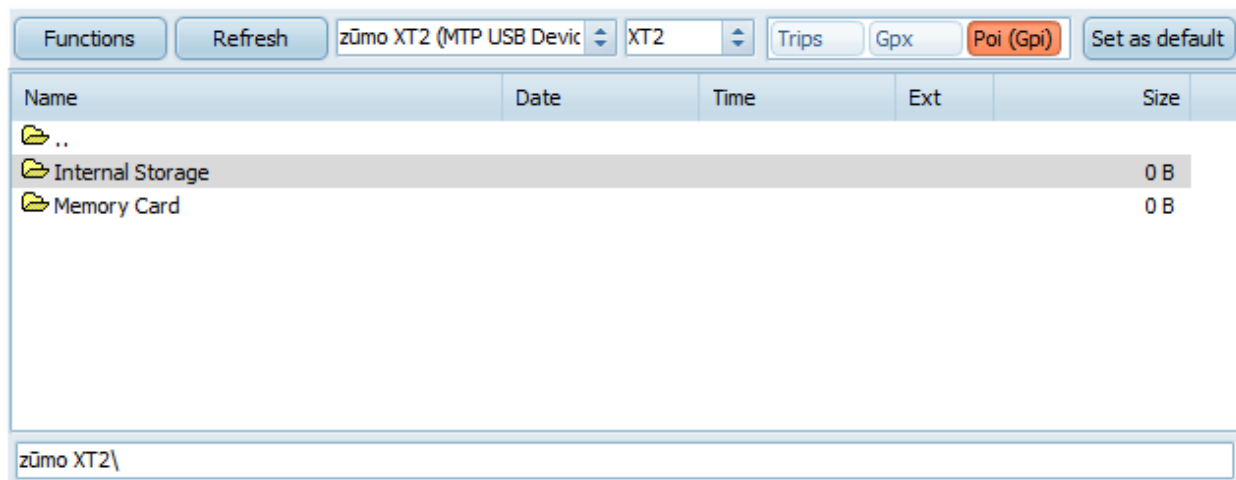 Functions Refresh zūmo XT2 (MTP USB Devic XT2 Trips Gpx Poi (Gpi) Set as default
Name Date Time Ext Size
..
Internal Storage 0 B
Memory Card 0 B
zūmo XT2\